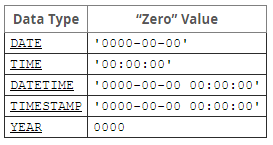 Data Type “Zero” Value
DATE '0000-00-00'
TIME '00:00:00'
DATETIME '0000-00-00 00:00:00'
TIMESTAMP '0000-00-00 00:00:00'
YEAR 0000